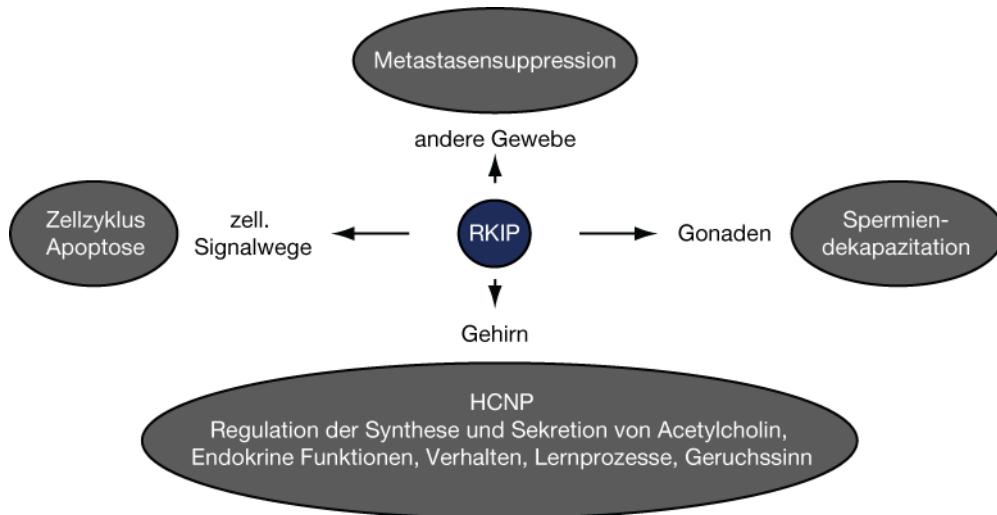 Metastasensuppression
andere Gewebe
Zellzyklus
Apoptose
zell.
Signalwege
RKIP
Gonaden
Spermien-
dekapazitation
Gehirn
HCNP
Regulation der Synthese und Sekretion von Acetylcholin,
Endokrine Funktionen, Verhalten, Lernprozesse, Geruchssinn